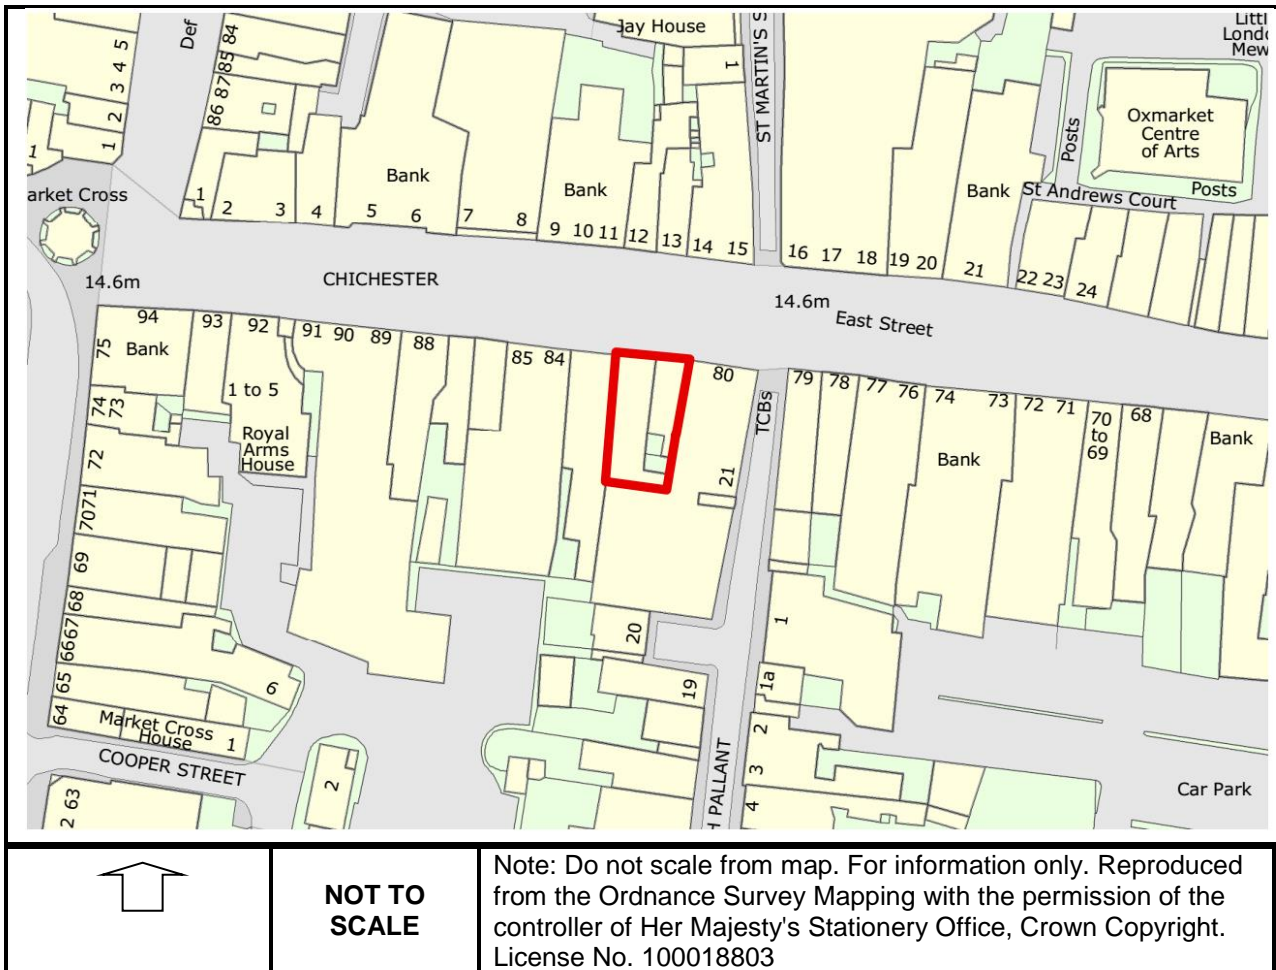 Jay House
Littl
Londo
Mew
Def
5
4
3
2
1
1
84
85
87
86
1
ST MARTIN'S S
Oxmarket
Centre
of Arts
Posts
Posts
St Andrews Court
Bank
Bank
Bank
arket Cross
1
2
3
4
5
6
7
8
9
10
11
12
13
14
15
16
17
18
19
20
21
22
23
24
14.6m
CHICHESTER
14.6m
East Street
94
Bank
93
92
91
90
89
88
85
84
80
79
78
77
76
74
73
72
71
70
to
69
68
Bank
Bank
75
74
73
72
71
70
69
68
67
66
65
64
1 to 5
Royal
Arms
House
TCBs
21
20
19
1
1a
2
3
4
6
Market Cross
House
1
COOPER STREET
2
63
2
H PALLANT
Car Park
NOT TO
SCALE
Note: Do not scale from map. For information only. Reproduced
from the Ordnance Survey Mapping with the permission of the
controller of Her Majesty's Stationery Office, Crown Copyright.
License No. 100018803